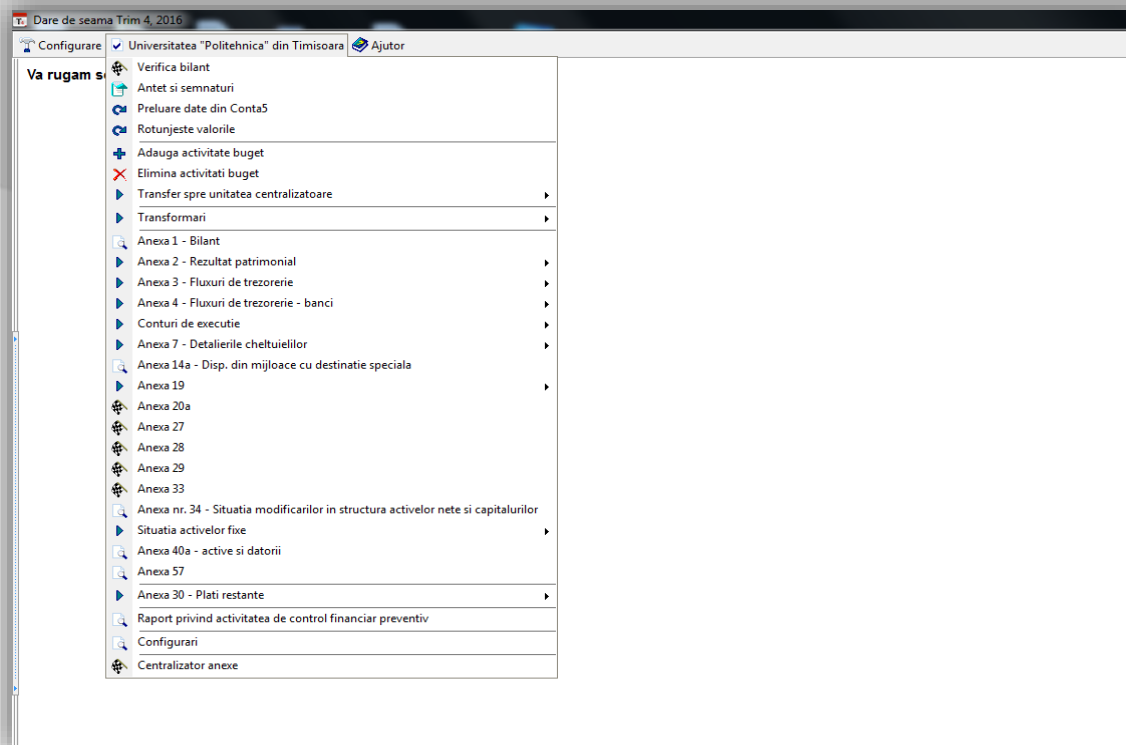 Dare de seama Trim 4, 2016
Configurare Universitatea "Politehnica" din Timisoara Ajutor
Va rugam s
Verifica bilant
Antet si semnaturi
Preluare date din Conta5
Rotunjeste valorile
Adauga activitate buget
Elimina activitati buget
Transfer spre unitatea centralizatoare
Transformari
Anexa 1 - Bilant
Anexa 2 - Rezultat patrimonial
Anexa 3 - Fluxuri de trezorerie
Anexa 4 - Fluxuri de trezorerie - banci
Conturi de executie
Anexa 7 - Detalierile cheltuielilor
Anexa 14a - Disp. din mijloace cu destinatie speciala
Anexa 19
Anexa 20a
Anexa 27
Anexa 28
Anexa 29
Anexa 33
Anexa nr. 34 - Situatia modificarilor in structura activelor nete si capitalurilor
Situatia activelor fixe
Anexa 40a - active si datorii
Anexa 57
Anexa 30 - Plati restante
Raport privind activitatea de control financiar preventiv
Configurari
Centralizator anexe